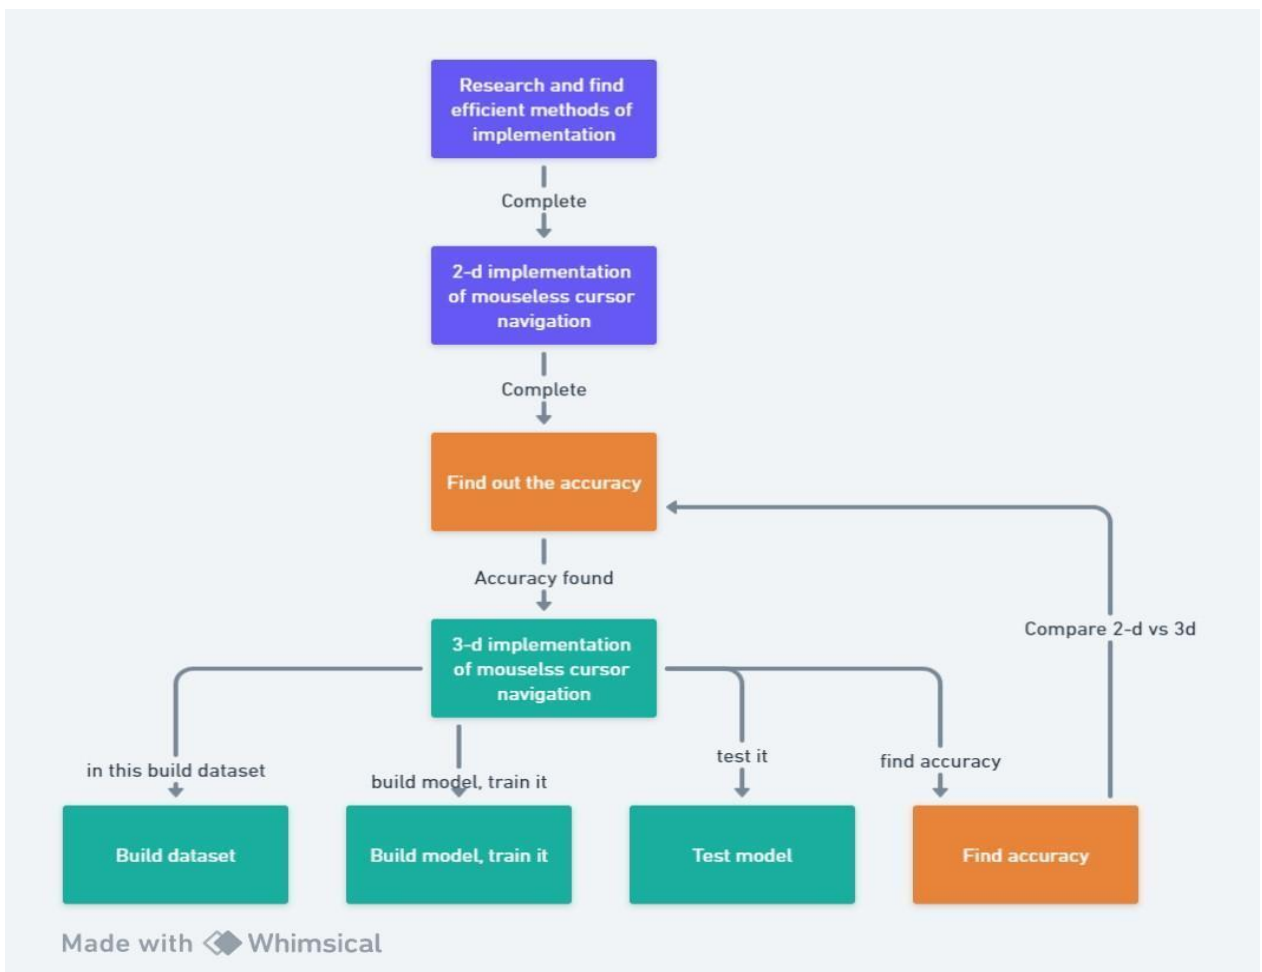 Research and find
efficient methods of
implementation
Complete
2-d implementation
of mouseless cursor
navigation
Complete
Find out the accuracy
Accuracy found
3-d implementation
of mouselss cursor
navigation
Compare 2-d vs 3d
in this build dataset
build model, train it
test it
find accuracy
Build dataset
Build model, train it
Test model
Find accuracy
Made with Whimsical